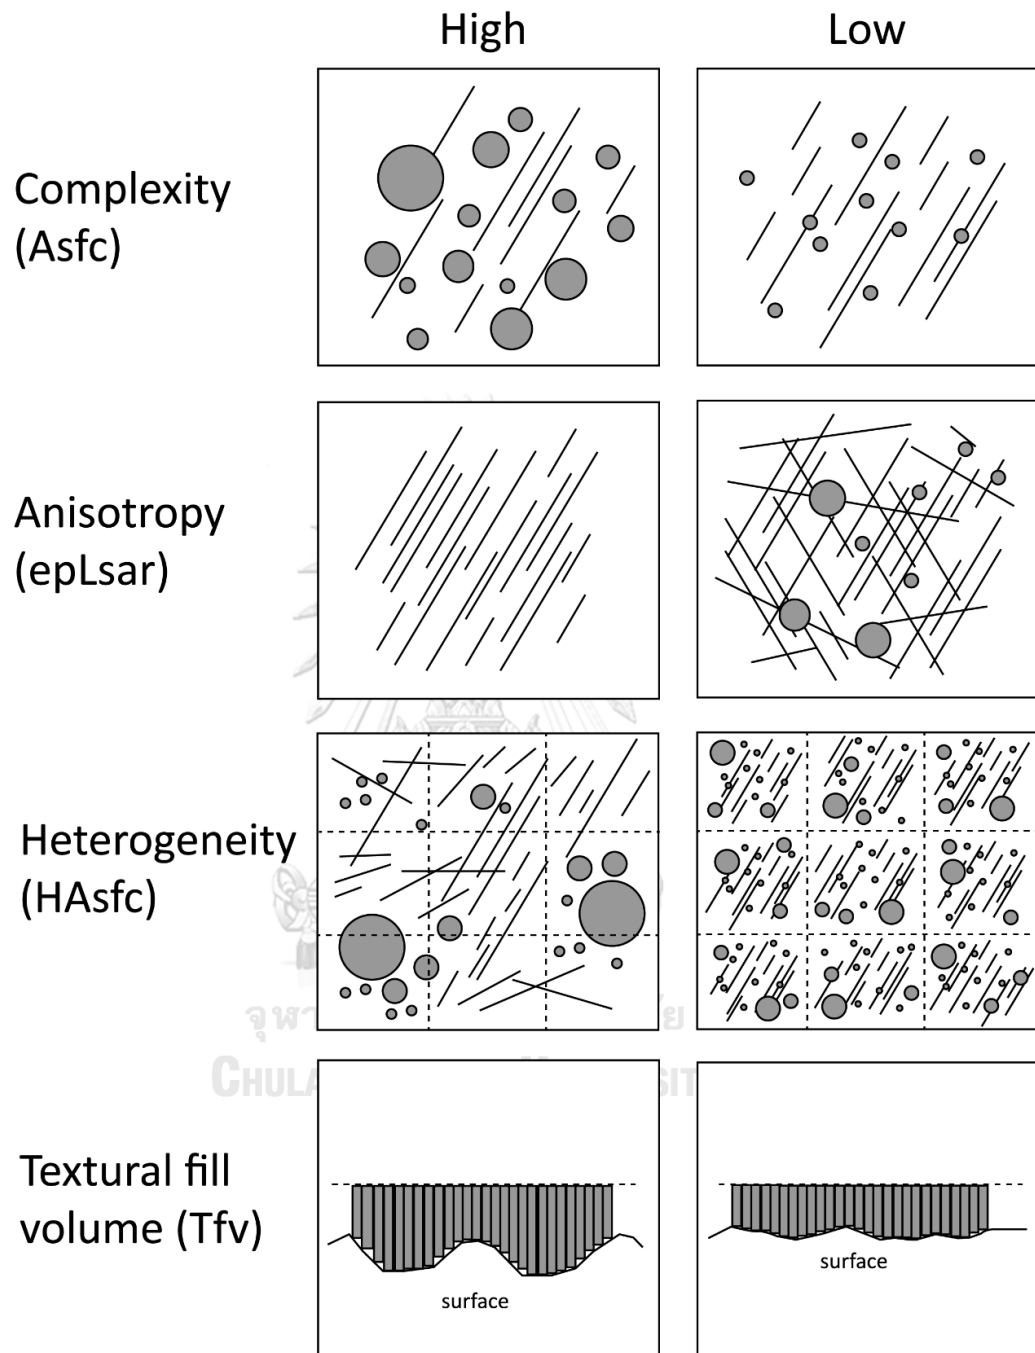 High Low
Complexity
(Asfc)
Anisotropy
(epLsar)
Heterogeneity
(HAsfc)
Textural fill
volume (Tfv)
surface
surface